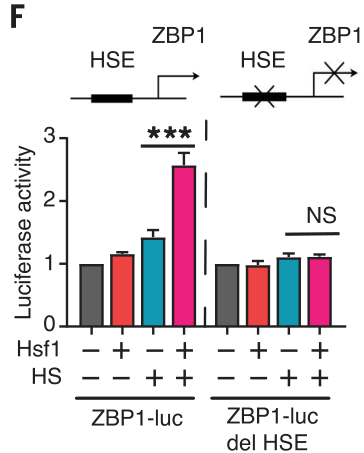 F
ZBP1 ZBP1
HSE HSE
***
NS
Luciferase activity
3
2
1
0
Hsf1 − + − + − + − +
HS − − + + − − + +
ZBP1-luc ZBP1-luc
del HSE